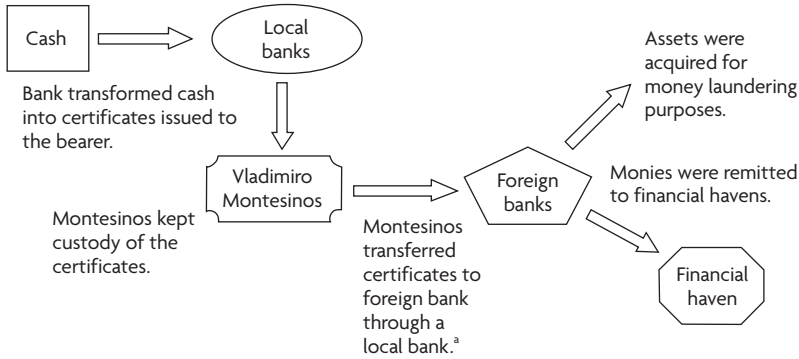 Cash
Local
banks
Bank transformed cash
into certificates issued to
the bearer.
Vladimiro
Montesinos
Montesinos kept
custody of the
certificates.
Montesinos
transferred
certificates to
foreign bank
through a
local bank.ᵃ
Foreign
banks
Assets were
acquired for
money laundering
purposes.
Monies were remitted
to financial havens.
Financial
haven